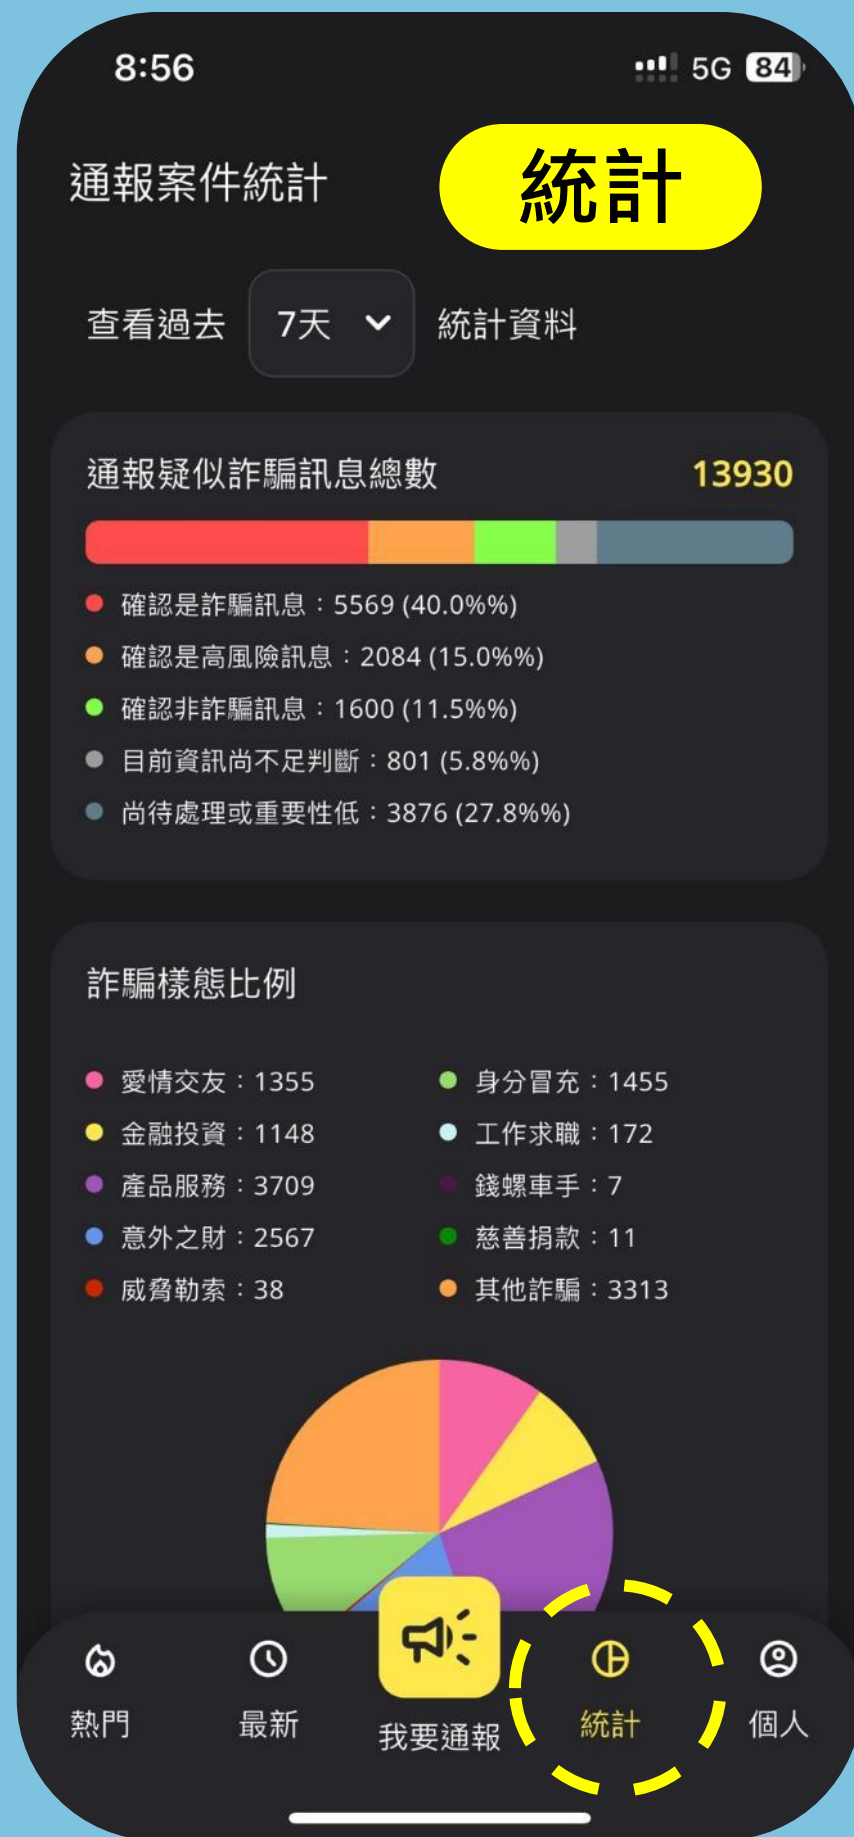 8:56 5G 84
通報案件統計 統計
查看過去 7天 統計資料
通報疑似詐騙訊息總數 13930
確認是詐騙訊息：5569 (40.0%%)
確認是高風險訊息：2084 (15.0%%)
確認非詐騙訊息：1600 (11.5%%)
目前資訊尚不足判斷：801 (5.8%%)
尚待處理或重要性低：3876 (27.8%%)
詐騙樣態比例
愛情交友：1355 身分冒充：1455
金融投資：1148 工作求職：172
產品服務：3709 錢螺車手：7
意外之財：2567 慈善捐款：11
威脅勒索：38 其他詐騙：3313
熱門 最新 我要通報 統計 個人